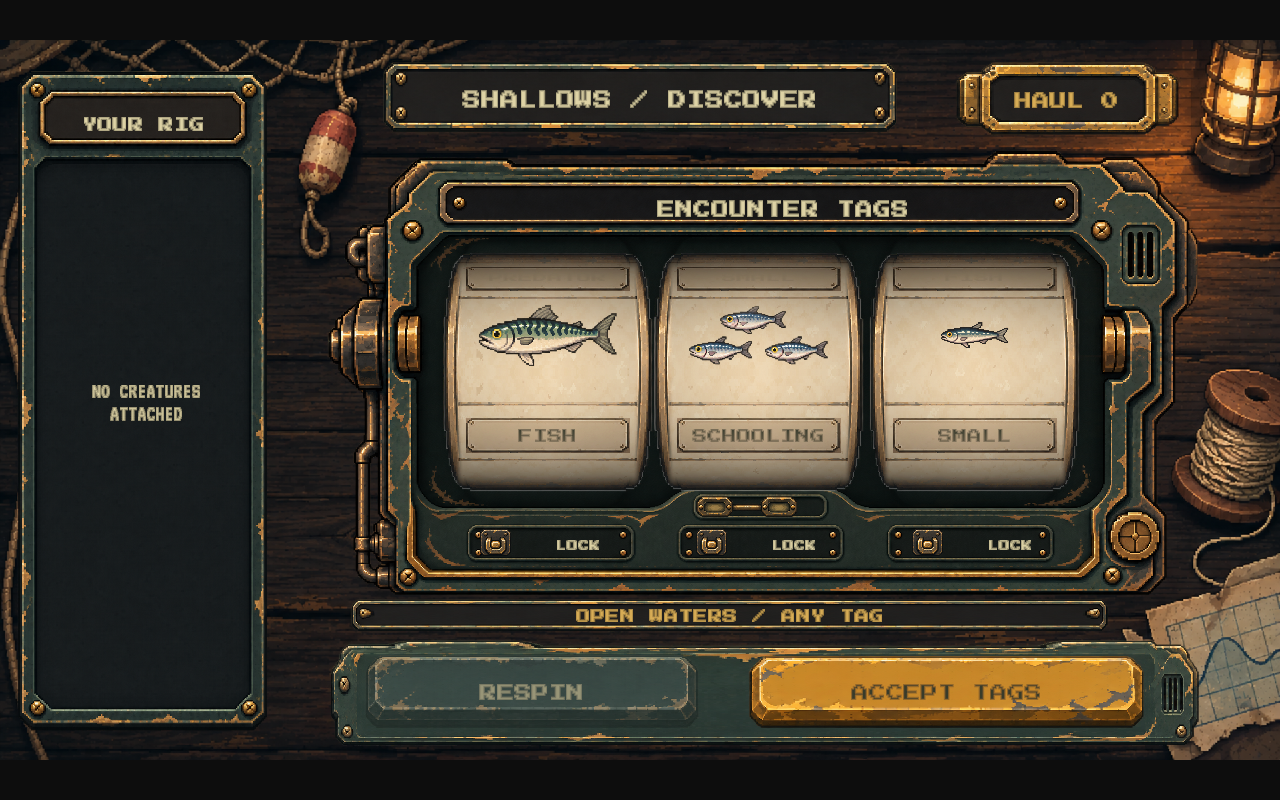 SHALLOWS / DISCOVER
HAUL 0
YOUR RIG
NO CREATURES
ATTACHED
ENCOUNTER TAGS
FISH
SCHOOLING
SMALL
LOCK
LOCK
LOCK
OPEN WATERS / ANY TAG
RESPIN
ACCEPT TAGS